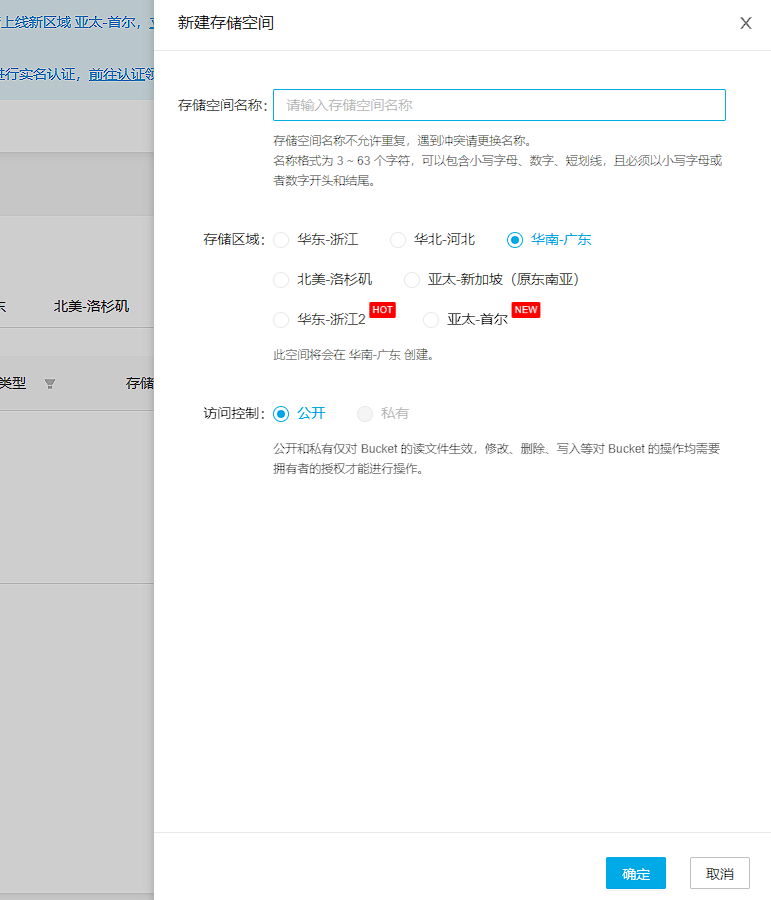 上线新区域 亚太-首尔,
新建存储空间
X
进行实名认证, 前往认证领
存储空间名称:
请输入存储空间名称
存储空间名称不允许重复,遇到冲突请更换名称。
名称格式为 3 ~ 63 个字符,可以包含小写字母、数字、短划线,且必须以小写字母或
者数字开头和结尾。
存储区域:
华东-浙江
华北-河北
华南-广东
北美-洛杉矶
亚太-新加坡(原东南亚)
东
北美-洛杉矶
华东-浙江2 HOT
亚太-首尔 NEW
此空间将会在 华南-广东 创建。
类型
存储
访问控制:
公开
私有
公开和私有仅对 Bucket 的读文件生效,修改、删除、写入等对 Bucket 的操作均需要
拥有者的授权才能进行操作。
确定
取消